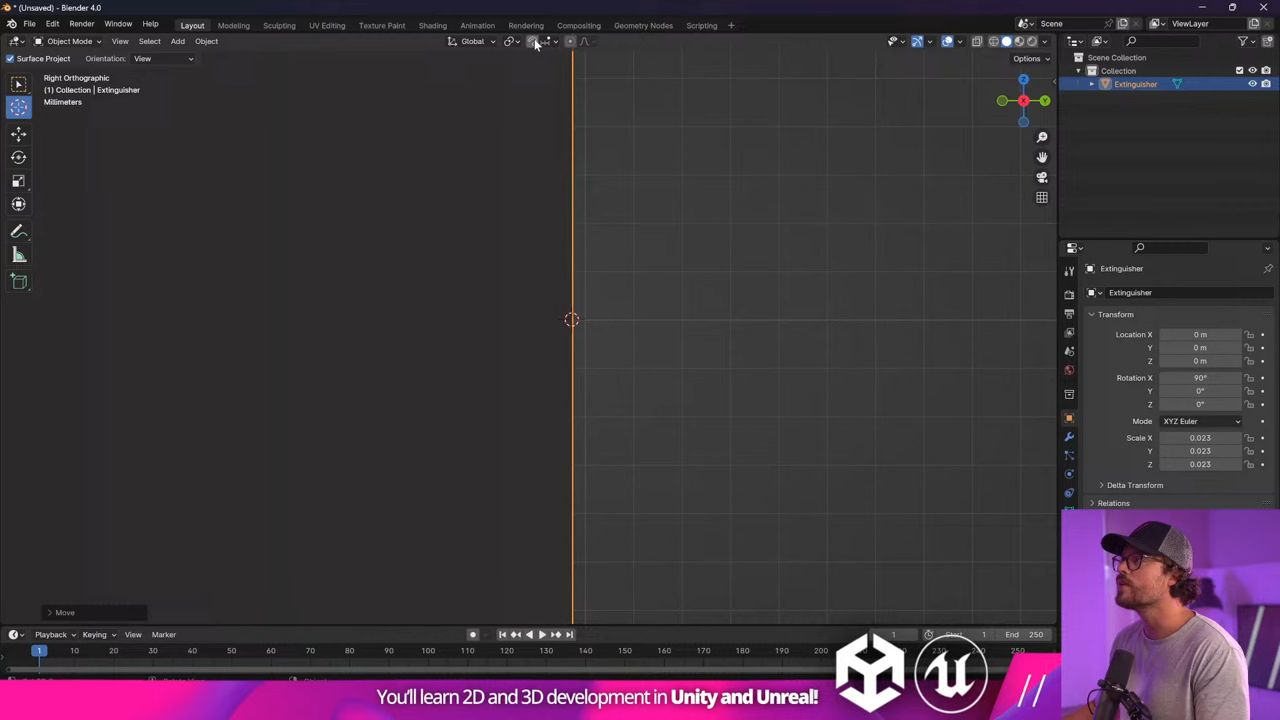 * (Unsaved) - Blender 4.0
File Edit Render Window Help Layout Modeling Sculpting UV Editing Texture Paint Shading Animation Rendering Compositing Geometry Nodes Scripting + Scene ViewLayer
Object Mode View Select Add Object Global
Surface Project Orientation: View Options
Right Orthographic
(1) Collection | Extinguisher
Millimeters
Z
X
Y
Scene Collection
Collection
Extinguisher
Extinguisher
Extinguisher
Transform
Location X 0 m
Y 0 m
Z 0 m
Rotation X 90°
Y 0°
Z 0°
Mode XYZ Euler
Scale X 0.023
Y 0.023
Z 0.023
Delta Transform
Relations
Move
Playback Keying View Marker 1 Start 1 End 250
1 10 20 30 40 50 60 70 80 90 100 110 120 130 140 150 160 170 180 190 200 210 220 230 240 250
You'll learn 2D and 3D development in Unity and Unreal!
//